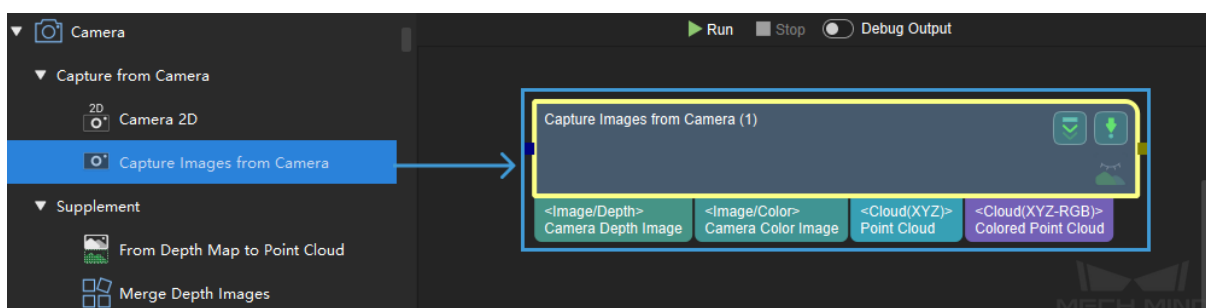 Camera
Run Stop Debug Output
Capture from Camera
2D
Camera 2D
Capture Images from Camera
Capture Images from Camera (1)
Supplement
<Image/Depth> <Image/Color> <Cloud(XYZ)> <Cloud(XYZ-RGB)>
Camera Depth Image Camera Color Image Point Cloud Colored Point Cloud
From Depth Map to Point Cloud
Merge Depth Images
MECH MIND